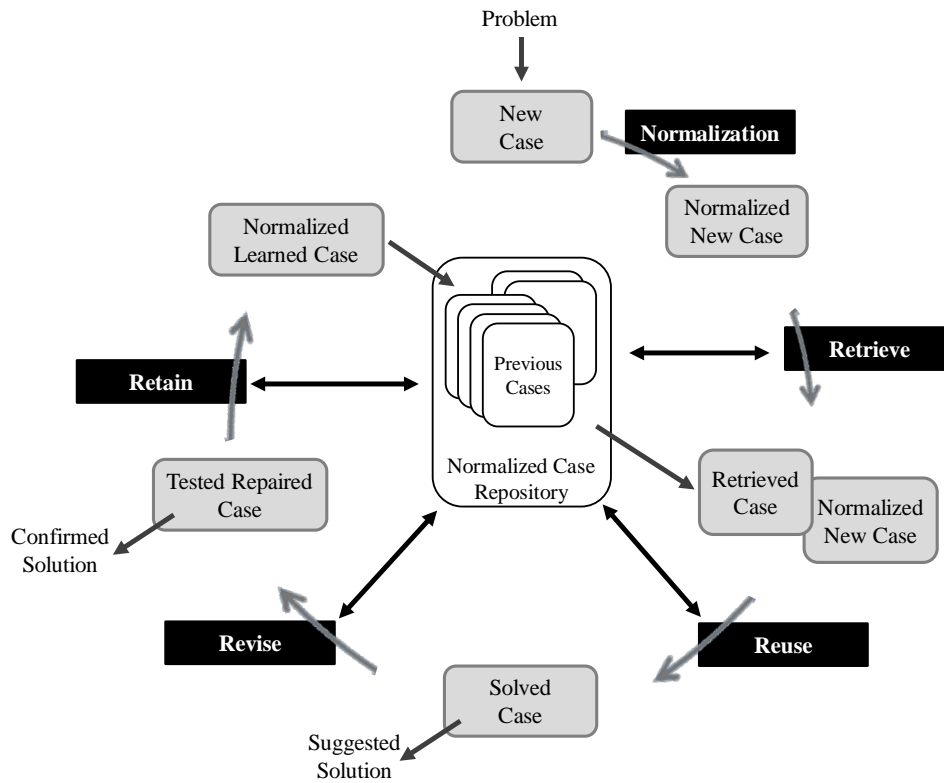 Problem
New
Case
Normalization
Normalized
New Case
Normalized
Learned Case
Previous
Cases
Retrieve
Retain
Normalized Case
Repository
Retrieved
Case
Normalized
New Case
Tested Repaired
Case
Confirmed
Solution
Revise
Reuse
Solved
Case
Suggested
Solution